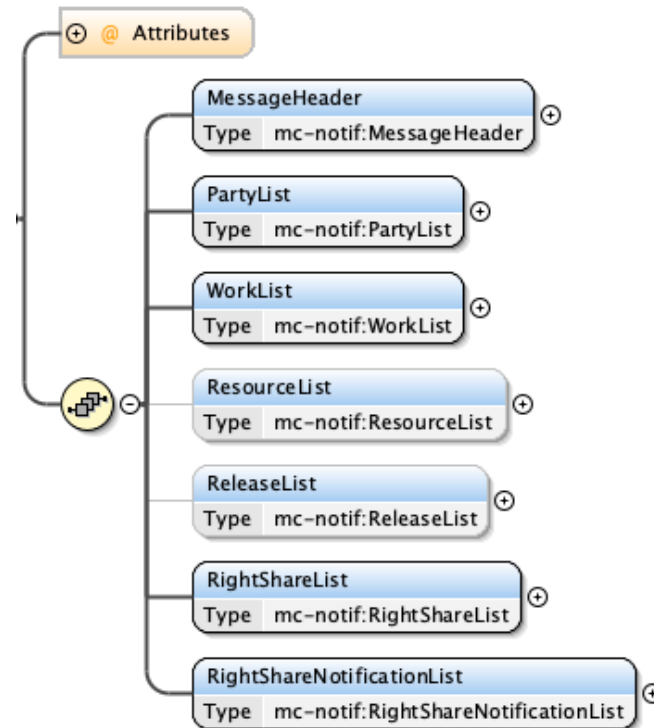 @ Attributes
MessageHeader
Type mc-notif:MessageHeader
PartyList
Type mc-notif:PartyList
WorkList
Type mc-notif:WorkList
ResourceList
Type mc-notif:ResourceList
ReleaseList
Type mc-notif:ReleaseList
RightShareList
Type mc-notif:RightShareList
RightShareNotificationList
Type mc-notif:RightShareNotificationList